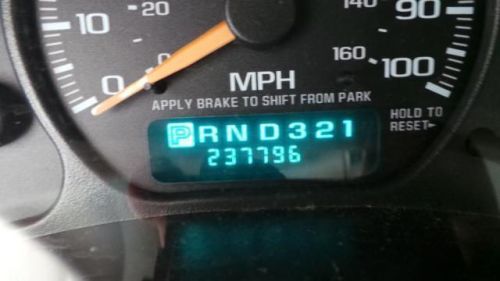 20
140
90
0
0
160
100
MPH
APPLY BRAKE TO SHIFT FROM PARK
HOLD TO
RESET
PRND321
237796